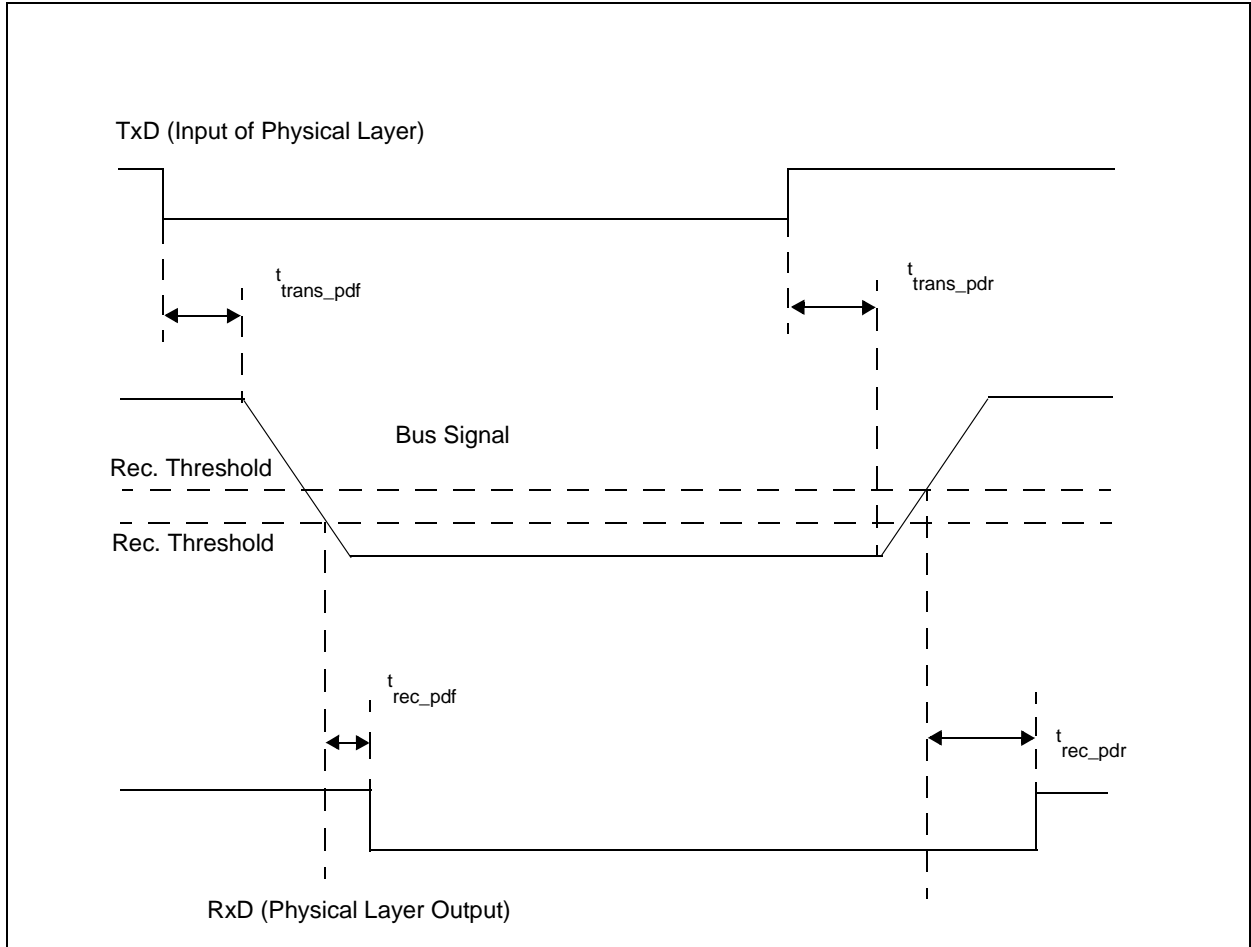 TxD (Input of Physical Layer)
t trans_pdf
t trans_pdr
Bus Signal
Rec. Threshold
Rec. Threshold
t rec_pdf
t rec_pdr
RxD (Physical Layer Output)